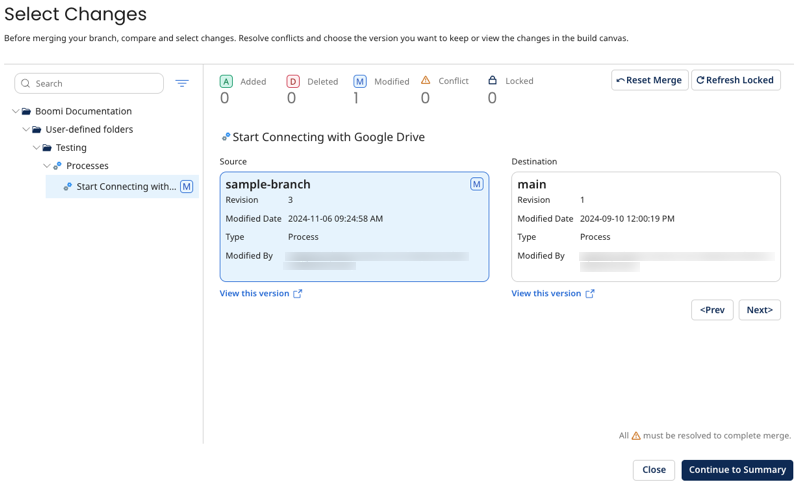 Select Changes
Before merging your branch, compare and select changes. Resolve conflicts and choose the version you want to keep or view the changes in the build canvas.
Search
Boomi Documentation
User-defined folders
Testing
Processes
Start Connecting with... M
A Added D Deleted M Modified Conflict Locked
0 0 1 0 0
Reset Merge Refresh Locked
Start Connecting with Google Drive
Source
sample-branch M
Revision 3
Modified Date 2024-11-06 09:24:58 AM
Type Process
Modified By
View this version
Destination
main
Revision 1
Modified Date 2024-09-10 12:00:19 PM
Type Process
Modified By
View this version
<Prev Next>
All must be resolved to complete merge.
Close Continue to Summary